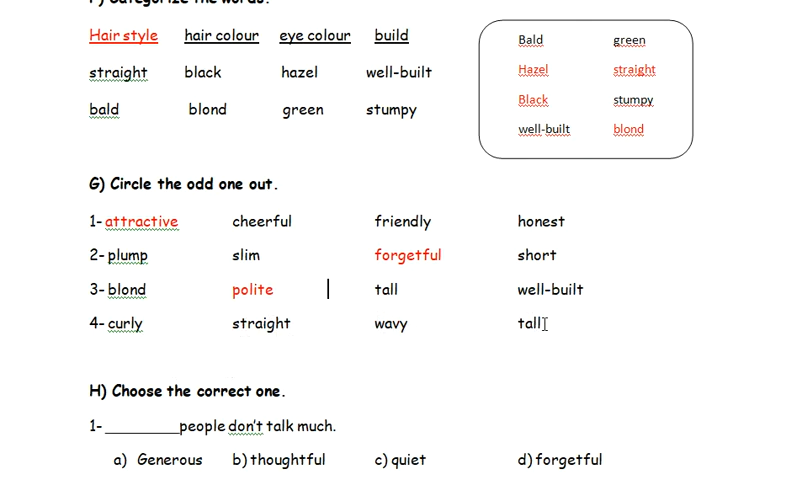 F) Categorize the words.
Hair style hair colour eye colour build
straight black hazel well-built
bald blond green stumpy
Bald green
Hazel straight
Black stumpy
well-built blond
G) Circle the odd one out.
1- attractive cheerful friendly honest
2- plump slim forgetful short
3- blond polite tall well-built
4- curly straight wavy tall
H) Choose the correct one.
1- _________people don't talk much.
a) Generous b) thoughtful c) quiet d) forgetful